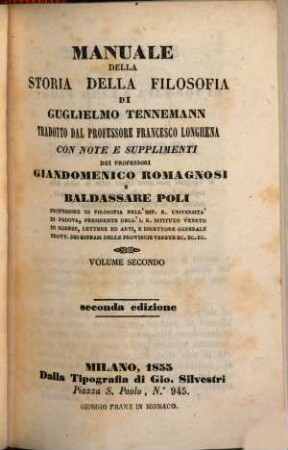 MANUALE
DELLA
STORIA DELLA FILOSOFIA
DI
GUGLIELMO TENNEMANN
TRADOTTO DAL PROFESSORE FRANCESCO LONGHENA
CON NOTE E SUPPLIMENTI
DEI PROFESSORI
GIANDOMENICO ROMAGNOSI
E
BALDASSARE POLI
PROFESSORE DI FILOSOFIA NELL' IMP. R. UNIVERSITA'
DI PADOVA, PRESIDENTE DELL' I. R. ISTITUTO VENETO
DI SCIENZE, LETTERE ED ARTI, E DIRETTORE GENERALE
PROVV. DEI GINNASI DELLE PROVINCIE VENETE EC. EC. EC.
VOLUME SECONDO
seconda edizione
MILANO, 1855
Dalla Tipografia di Gio. Silvestri
Piazza S. Paolo, N.° 945.
GIORGIO FRANZ IN MONACO.